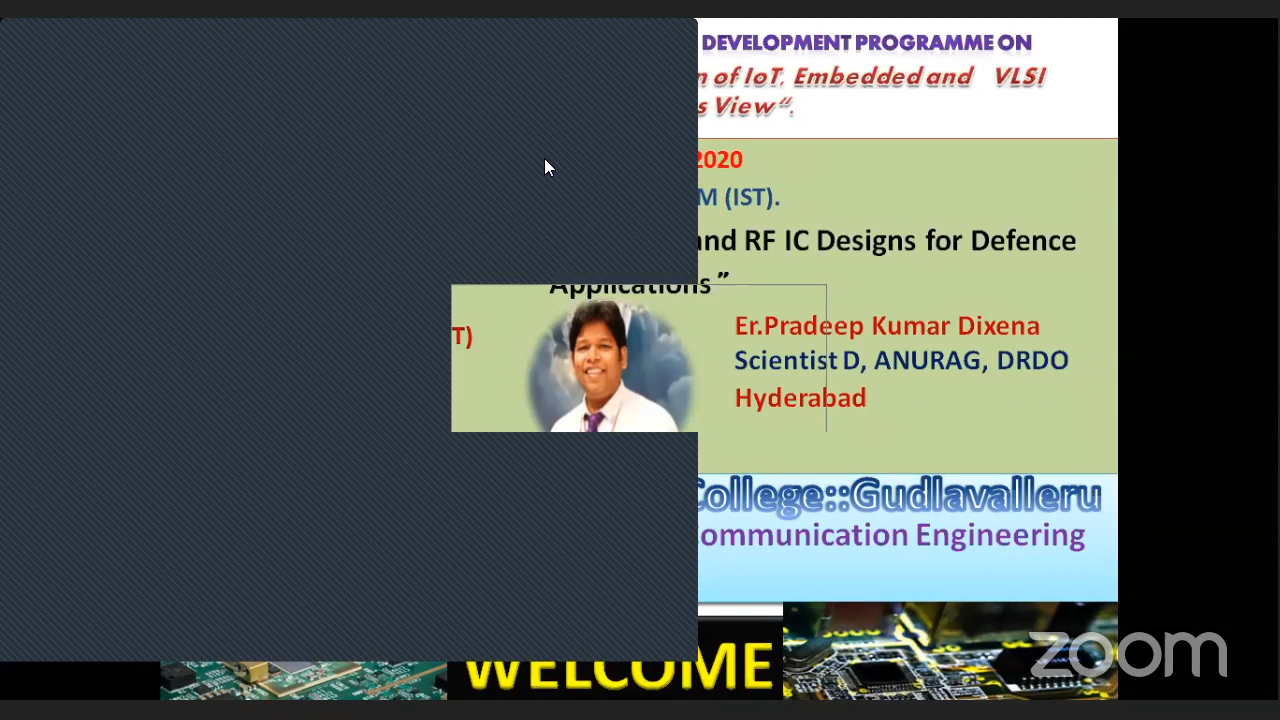 DEVELOPMENT PROGRAMME ON
of IoT, Embedded and VLSI
View“.
2020
(IST).
and RF IC Designs for Defence
Applications”
T)
Er.Pradeep Kumar Dixena
Scientist D, ANURAG, DRDO
Hyderabad
College::Gudlavalleru
ommunication Engineering
WELCOME
zoom